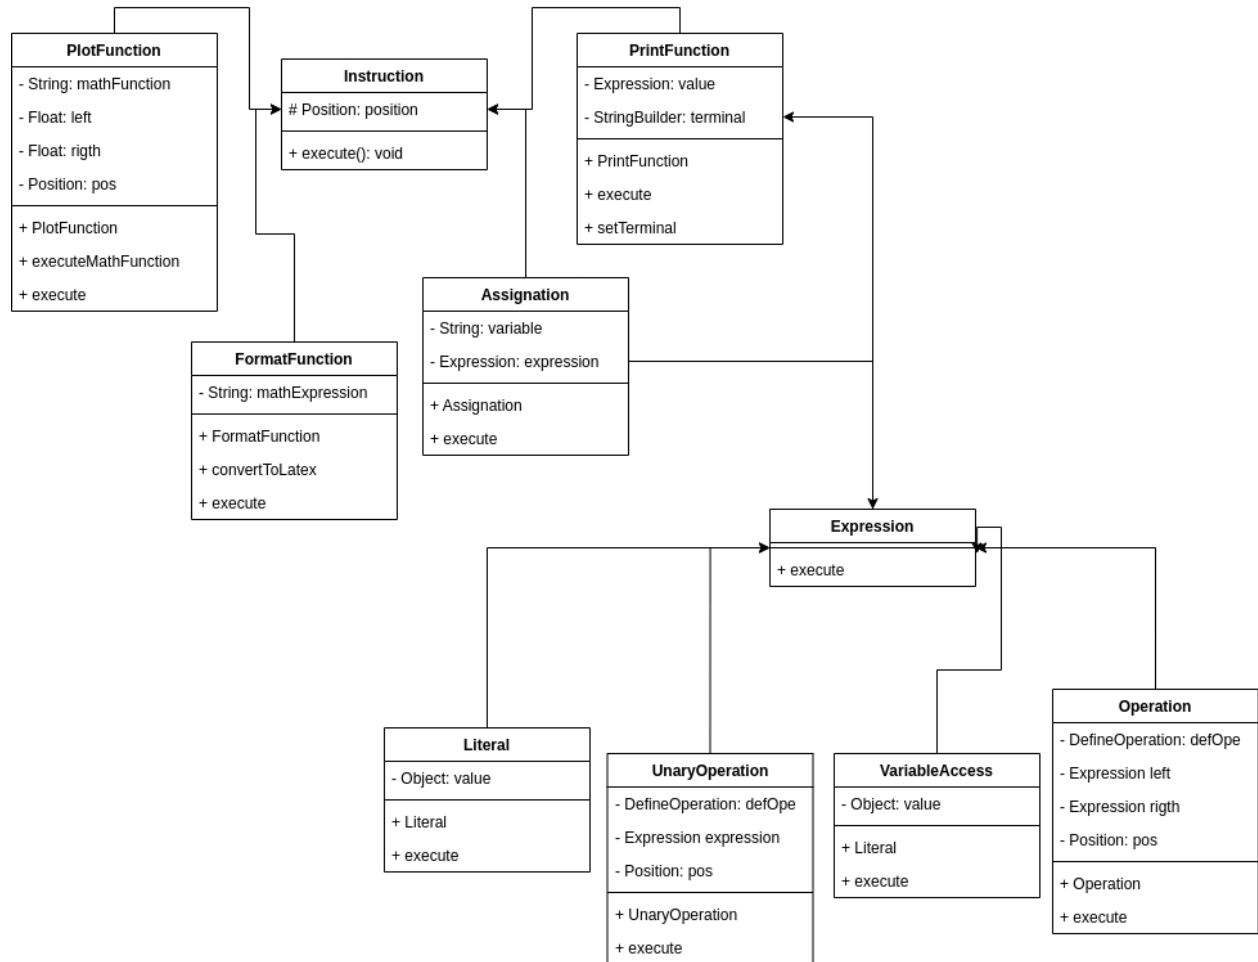 PlotFunction
- String: mathFunction
- Float: left
- Float: rigth
- Position: pos
+ PlotFunction
+ executeMathFunction
+ execute
Instruction
# Position: position
+ execute(): void
PrintFunction
- Expression: value
- StringBuilder: terminal
+ PrintFunction
+ execute
+ setTerminal
Assignation
- String: variable
- Expression: expression
+ Assignation
+ execute
FormatFunction
- String: mathExpression
+ FormatFunction
+ convertToLatex
+ execute
Expression
+ execute
Literal
- Object: value
+ Literal
+ execute
UnaryOperation
- DefineOperation: defOpe
- Expression expression
- Position: pos
+ UnaryOperation
+ execute
VariableAccess
- Object: value
+ Literal
+ execute
Operation
- DefineOperation: defOpe
- Expression left
- Expression rigth
- Position: pos
+ Operation
+ execute